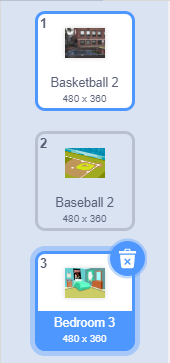 1
Basketball 2
480 x 360
2
Baseball 2
480 x 360
3
Bedroom 3
480 x 360